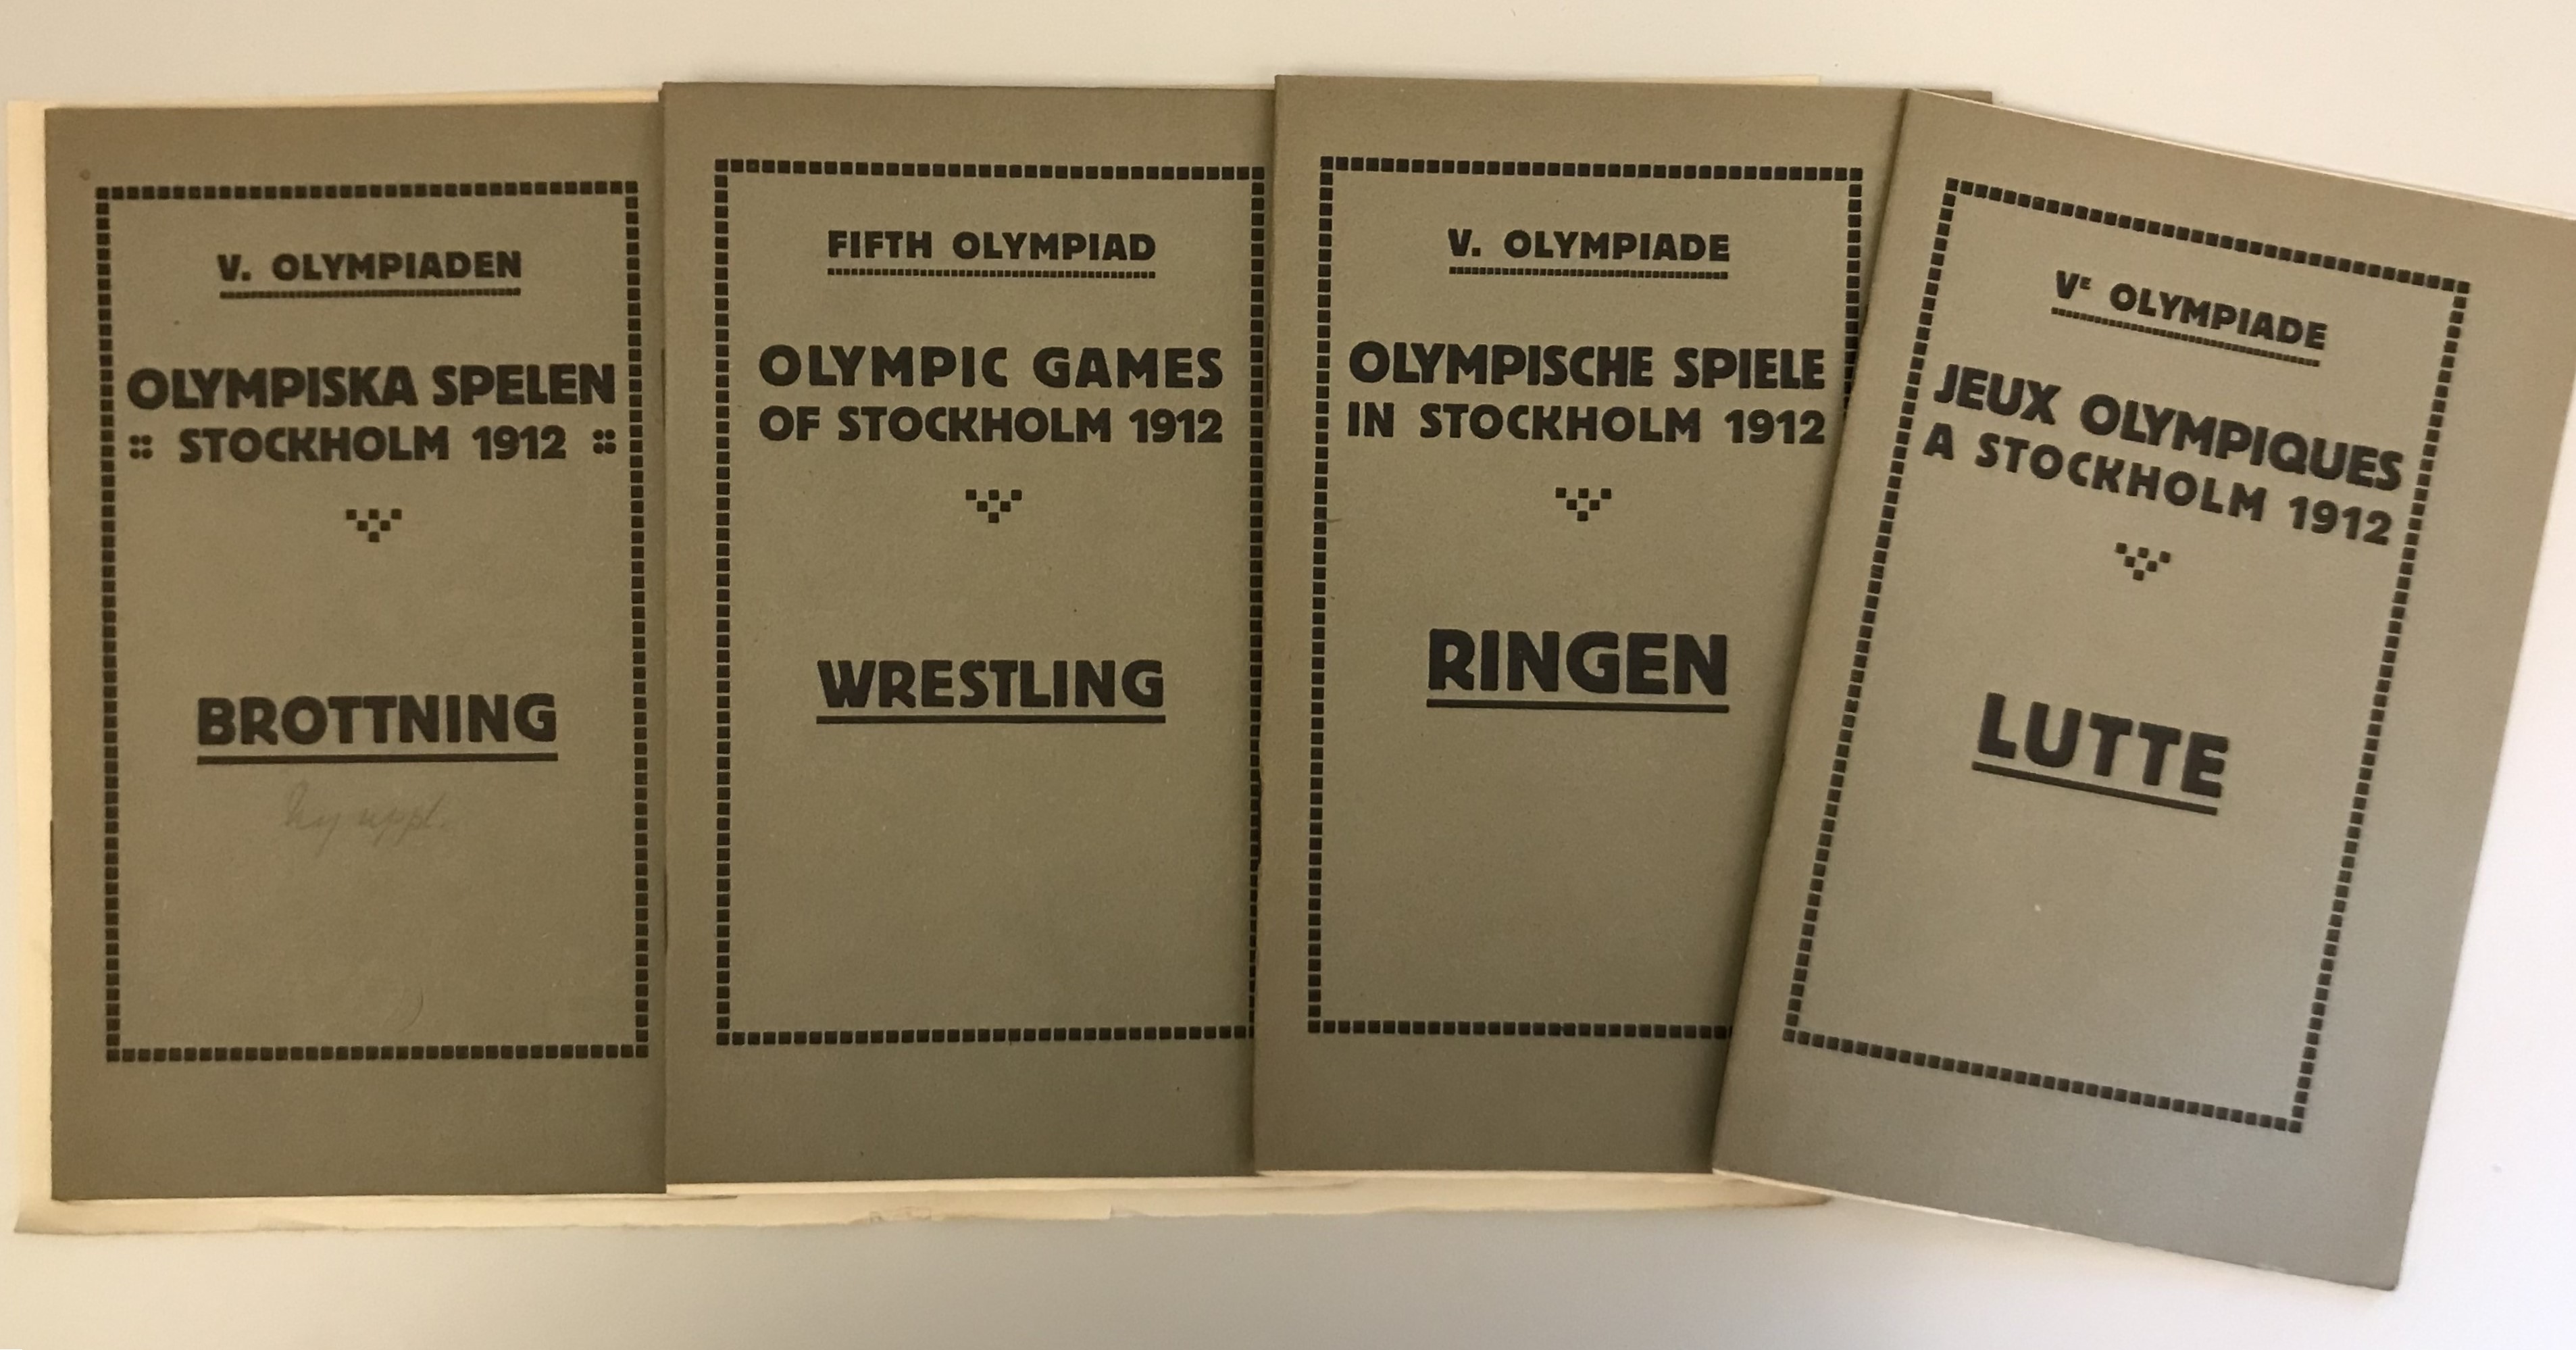 V. OLYMPIADEN
OLYMPISKA SPELEN
:: STOCKHOLM 1912 ::
BROTTNING
FIFTH OLYMPIAD
OLYMPIC GAMES
OF STOCKHOLM 1912
WRESTLING
V. OLYMPIADE
OLYMPISCHE SPIELE
IN STOCKHOLM 1912
RINGEN
VE OLYMPIADE
JEUX OLYMPIQUES
A STOCKHOLM 1912
LUTTE